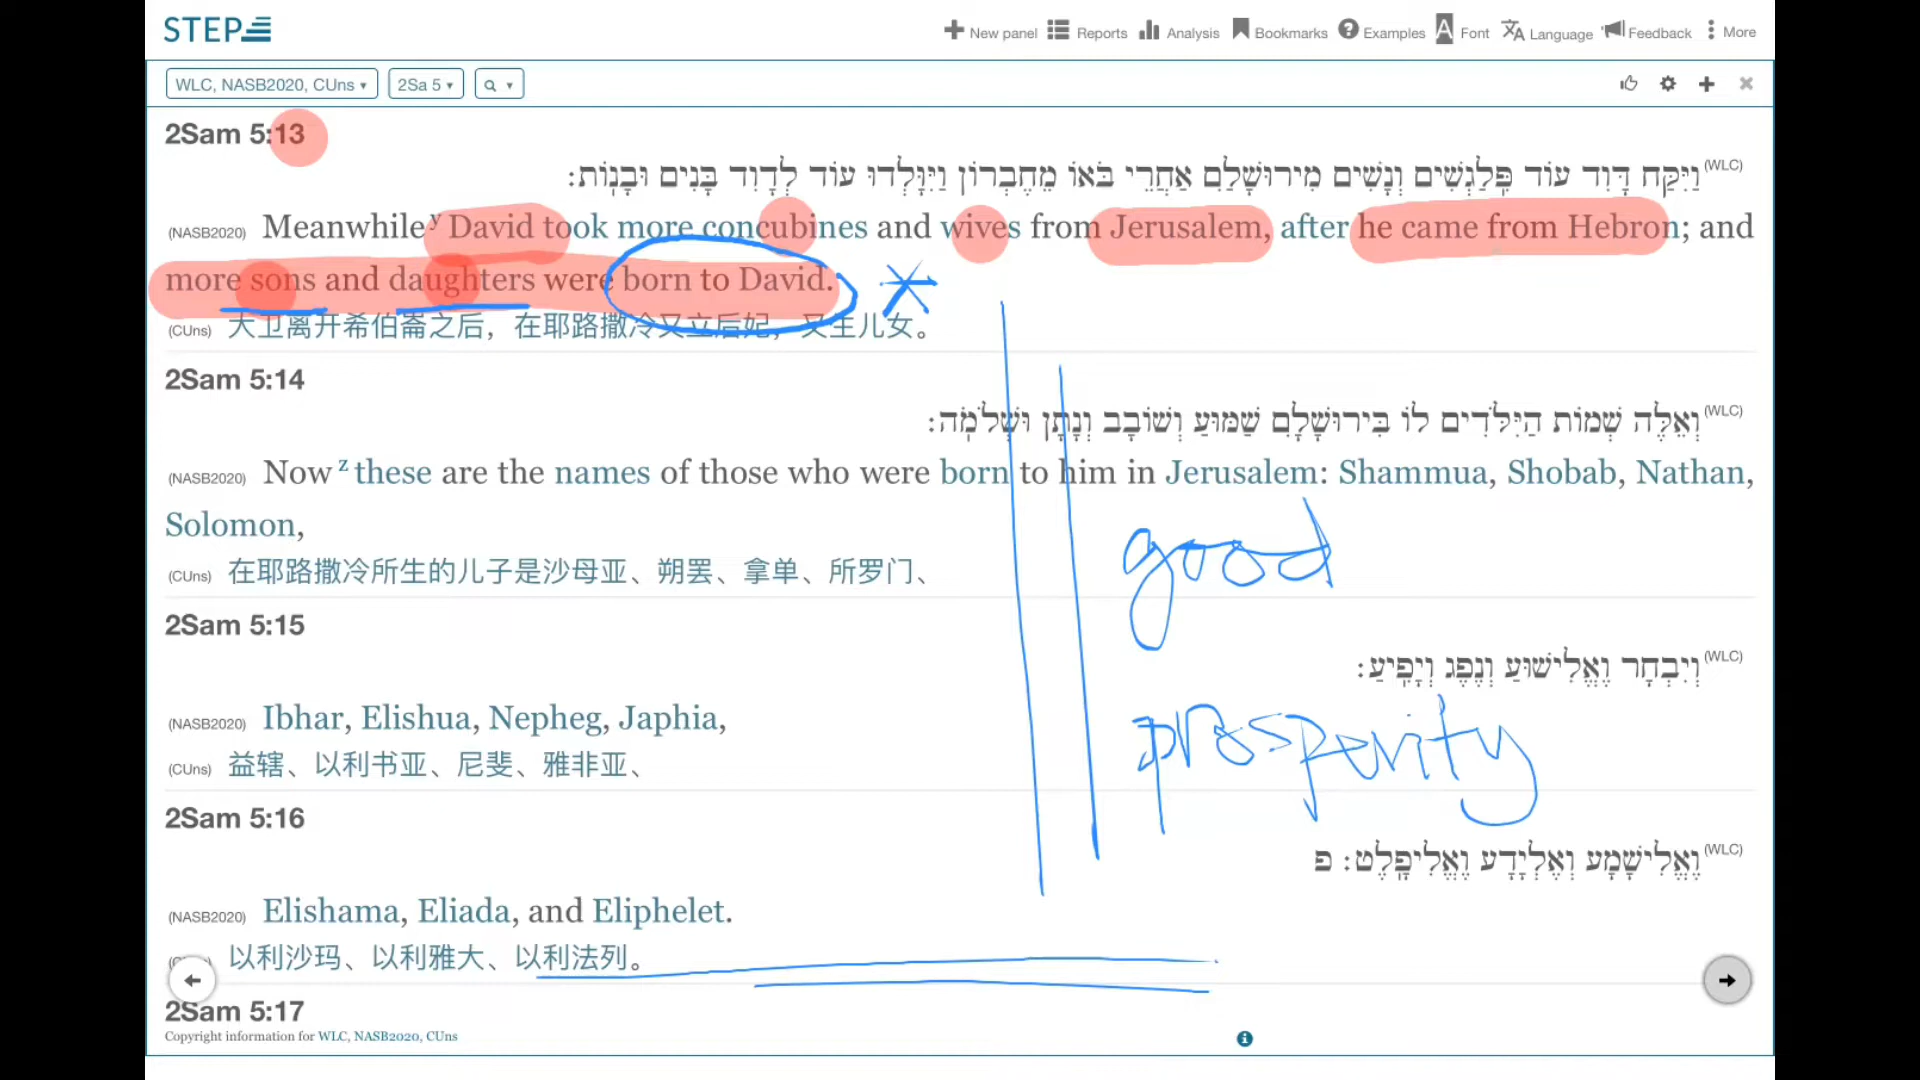 STEP
New panel Reports Analysis Bookmarks Examples Font Language Feedback More
WLC, NASB2020, CUns 2Sa 5
2Sam 5:13
(WLC) וַיִּקַּח דָּוִד עוֹד פִּלַגְשִׁים וְנָשִׁים מִירוּשָׁלַ͏ִם אַחֲרֵי בֹּאוֹ מֵחֶבְרוֹן וַיִּוָּלְדוּ עוֹד לְדָוִד בָּנִים וּבָנוֹת׃
(NASB2020) Meanwhile y David took more concubines and wives from Jerusalem, after he came from Hebron; and
more sons and daughters were born to David.
(CUns) 大卫离开希伯崙之后，在耶路撒冷又立后妃，又生儿女。
2Sam 5:14
(WLC) וְאֵלֶּה שְׁמוֹת הַיִּלֹּדִים לוֹ בִּירוּשָׁלָ͏ִם שַׁמּוּעַ וְשׁוֹבָב וְנָתָן וּשְׁלֹמֹה׃
(NASB2020) Now z these are the names of those who were born to him in Jerusalem: Shammua, Shobab, Nathan,
Solomon,
good
(CUns) 在耶路撒冷所生的儿子是沙母亚、朔罢、拿单、所罗门、
2Sam 5:15
(WLC) וְיִבְחָר וֶאֱלִישׁוּעַ וְנֶפֶג וְיָפִיעַ׃
(NASB2020) Ibhar, Elishua, Nepheg, Japhia,
prosperity
(CUns) 益辖、以利书亚、尼斐、雅非亚、
2Sam 5:16
(WLC) וֶאֱלִישָׁמָע וְאֶלְיָדָע וֶאֱלִיפָלֶט׃ פ
(NASB2020) Elishama, Eliada, and Eliphelet.
以利沙玛、以利雅大、以利法列。
2Sam 5:17
Copyright information for WLC, NASB2020, CUns